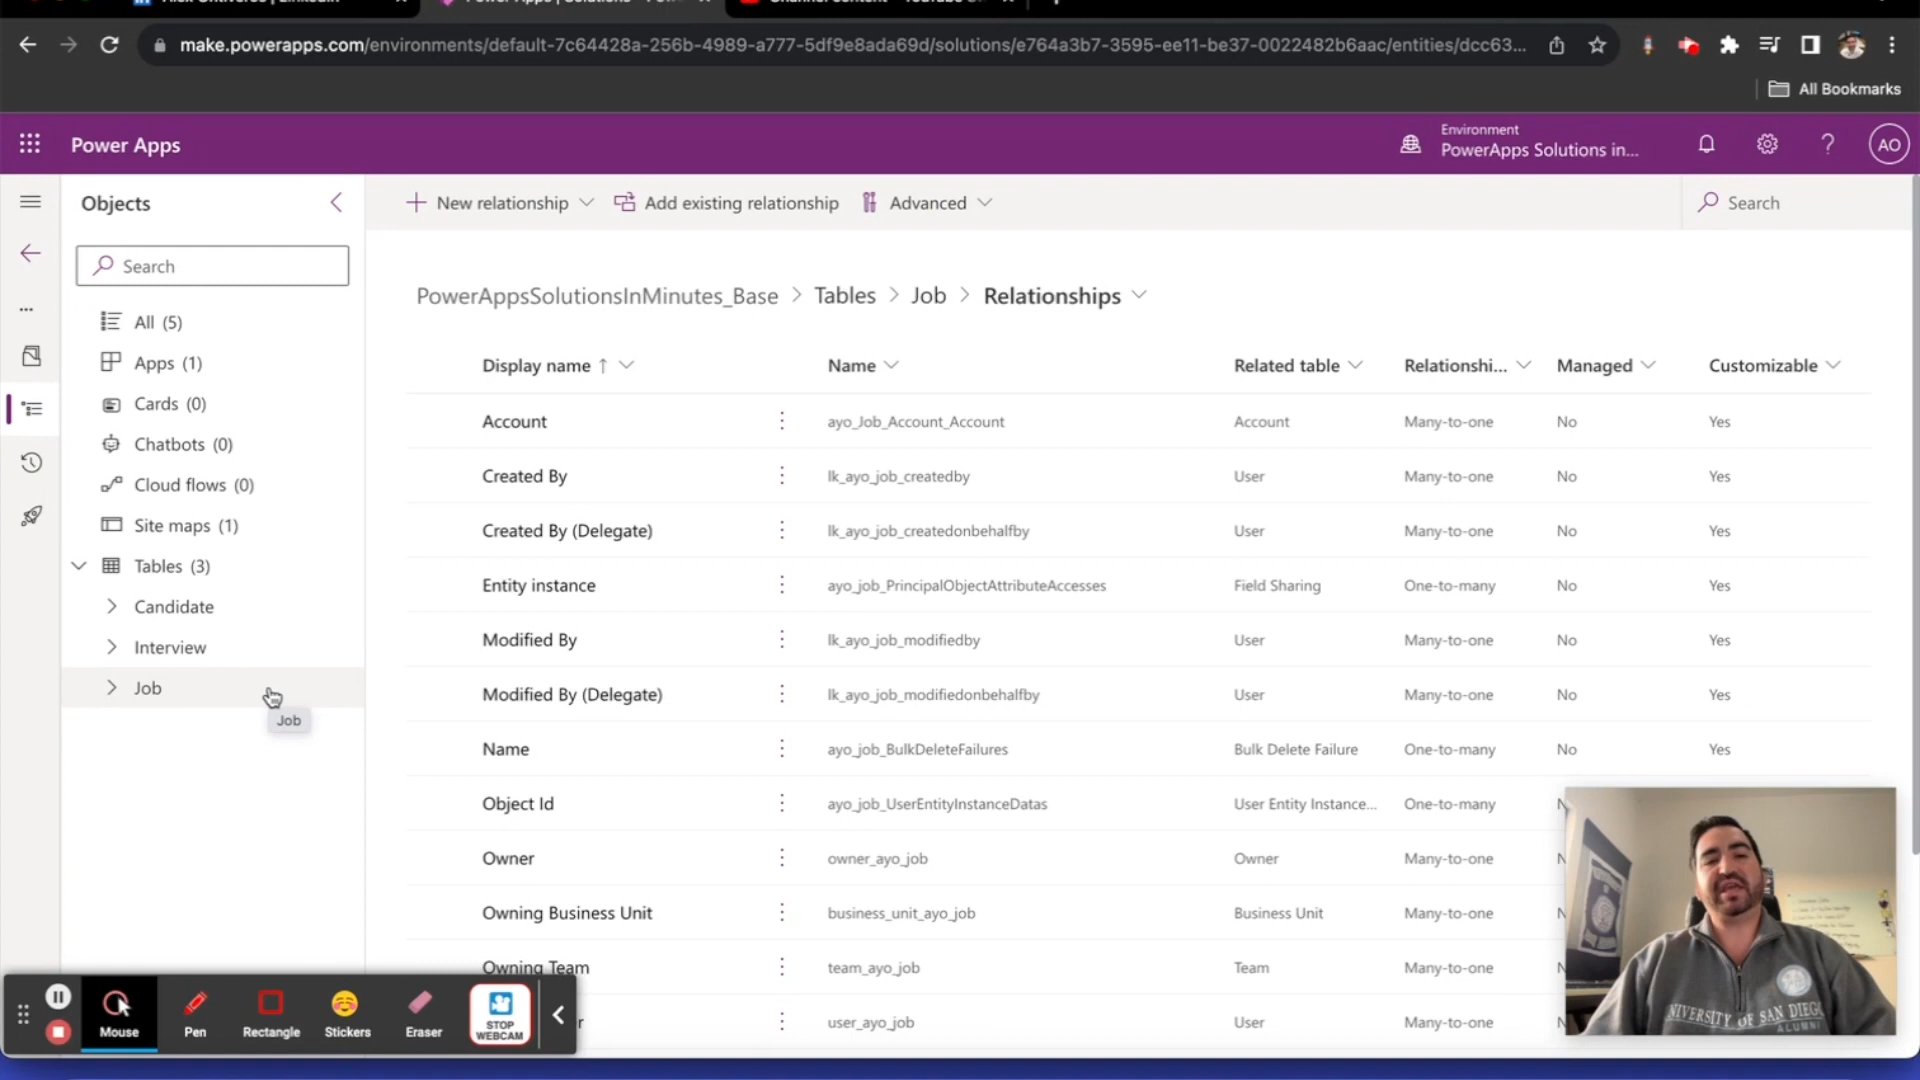 make.powerapps.com/environments/default-7c64428a-256b-4989-a777-5df9e8ada69d/solutions/e764a3b7-3595-ee11-be37-0022482b6aac/entities/dcc63...
All Bookmarks
Power Apps
Environment
PowerApps Solutions in...
?
AO
Objects
New relationship
Add existing relationship
Advanced
Search
Search
PowerAppsSolutionsInMinutes_Base > Tables > Job > Relationships
All (5)
Apps (1)
Cards (0)
Chatbots (0)
Cloud flows (0)
Site maps (1)
Tables (3)
Candidate
Interview
Job
Job
Display name ↑ Name Related table Relationshi... Managed Customizable
Account ayo_Job_Account_Account Account Many-to-one No Yes
Created By lk_ayo_job_createdby User Many-to-one No Yes
Created By (Delegate) lk_ayo_job_createdonbehalfby User Many-to-one No Yes
Entity instance ayo_job_PrincipalObjectAttributeAccesses Field Sharing One-to-many No Yes
Modified By lk_ayo_job_modifiedby User Many-to-one No Yes
Modified By (Delegate) lk_ayo_job_modifiedonbehalfby User Many-to-one No Yes
Name ayo_job_BulkDeleteFailures Bulk Delete Failure One-to-many No Yes
Object Id ayo_job_UserEntityInstanceDatas User Entity Instance... One-to-many
Owner owner_ayo_job Owner Many-to-one
Owning Business Unit business_unit_ayo_job Business Unit Many-to-one
Owning Team team_ayo_job Team Many-to-one
user_ayo_job User Many-to-one
Mouse
Pen
Rectangle
Stickers
Eraser
STOP
WEBCAM
UNIVERSITY OF SAN DIEGO
ALUMNI